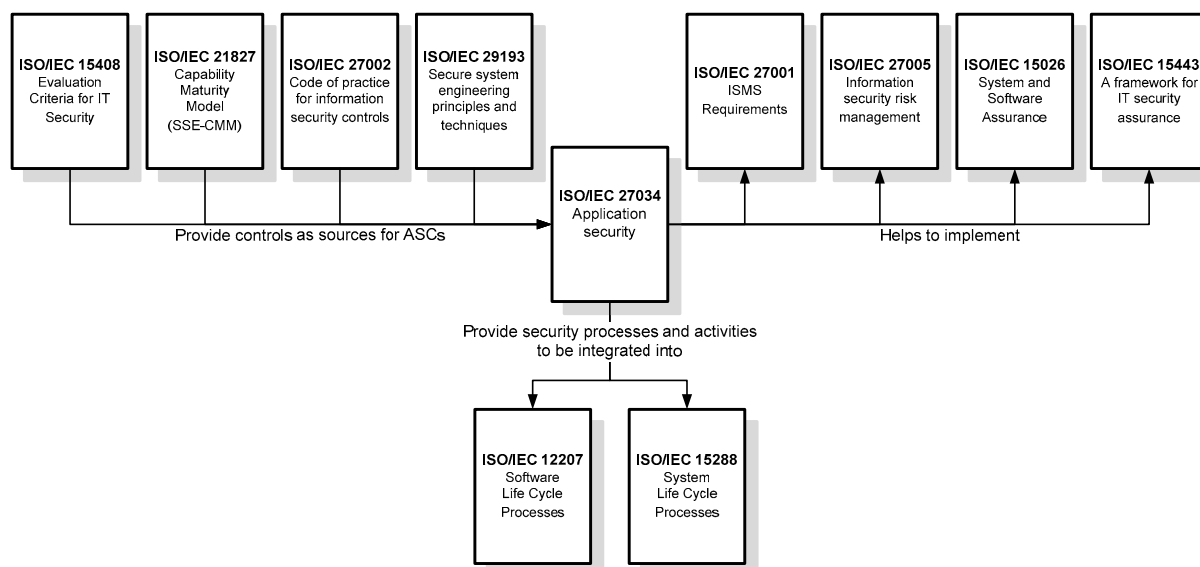 ISO/IEC 15408
Evaluation
Criteria for IT
Security
ISO/IEC 21827
Capability
Maturity
Model
(SSE-CMM)
ISO/IEC 27002
Code of practice
for information
security controls
ISO/IEC 29193
Secure system
engineering
principles and
techniques
ISO/IEC 27001
ISMS
Requirements
ISO/IEC 27005
Information
security risk
management
ISO/IEC 15026
System and
Software
Assurance
ISO/IEC 15443
A framework for
IT security
assurance
ISO/IEC 27034
Application
security
Provide controls as sources for ASCs
Helps to implement
Provide security processes and activities
to be integrated into
ISO/IEC 12207
Software
Life Cycle
Processes
ISO/IEC 15288
System
Life Cycle
Processes